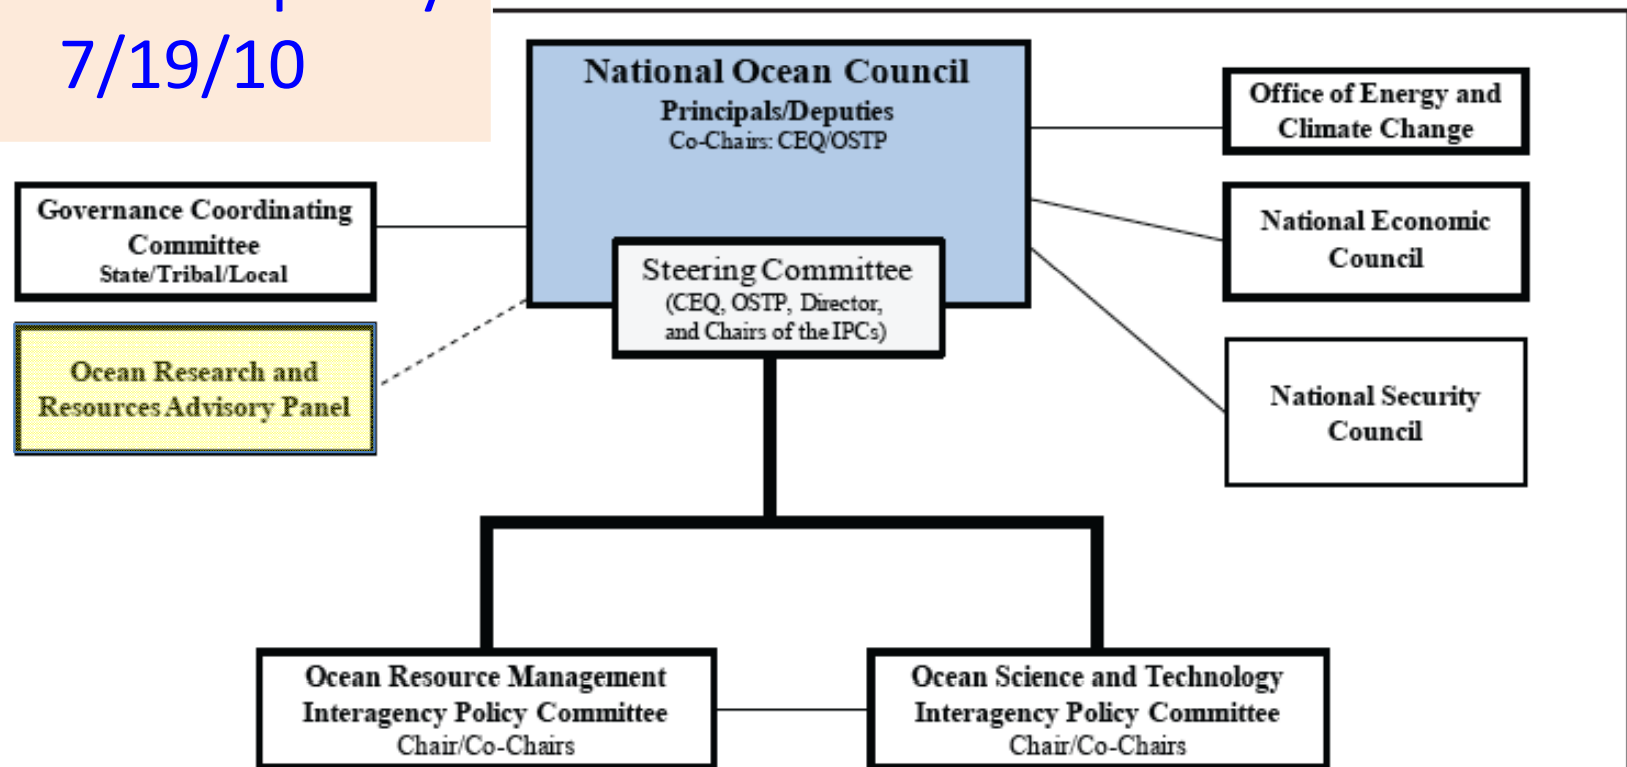 7/19/10
National Ocean Council
Principals/Deputies
Co-Chairs: CEQ/OSTP
Office of Energy and
Climate Change
Governance Coordinating
Committee
State/Tribal/Local
National Economic
Council
Steering Committee
(CEQ, OSTP, Director,
and Chairs of the IPCs)
Ocean Research and
Resources Advisory Panel
National Security
Council
Ocean Resource Management
Interagency Policy Committee
Chair/Co-Chairs
Ocean Science and Technology
Interagency Policy Committee
Chair/Co-Chairs